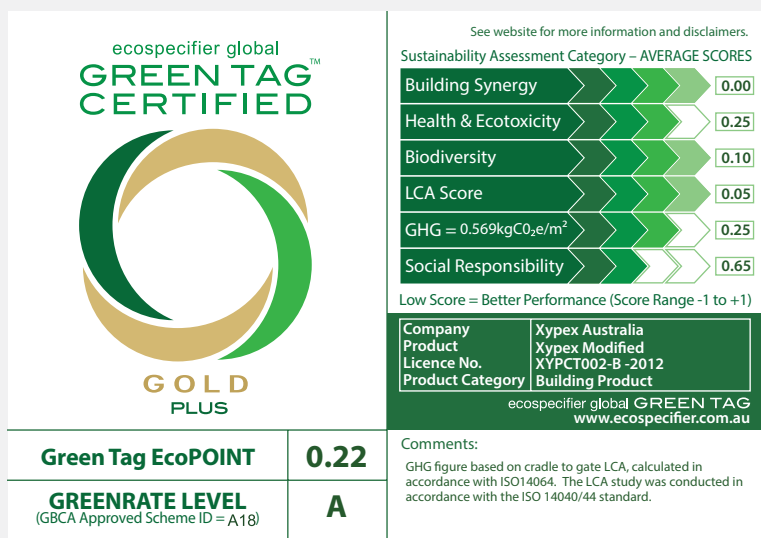 ecospecifier global
GREEN TAG™
CERTIFIED
GOLD
PLUS
Green Tag EcoPOINT 0.22
GREENRATE LEVEL A
(GBCA Approved Scheme ID = A18)
See website for more information and disclaimers.
Sustainability Assessment Category – AVERAGE SCORES
Building Synergy 0.00
Health & Ecotoxicity 0.25
Biodiversity 0.10
LCA Score 0.05
GHG = 0.569kgC0₂e/m² 0.25
Social Responsibility 0.65
Low Score = Better Performance (Score Range -1 to +1)
Company Xypex Australia
Product Xypex Modified
Licence No. XYPCT002-B -2012
Product Category Building Product
ecospecifier global GREEN TAG
www.ecospecifier.com.au
Comments:
GHG figure based on cradle to gate LCA, calculated in
accordance with ISO14064. The LCA study was conducted in
accordance with the ISO 14040/44 standard.